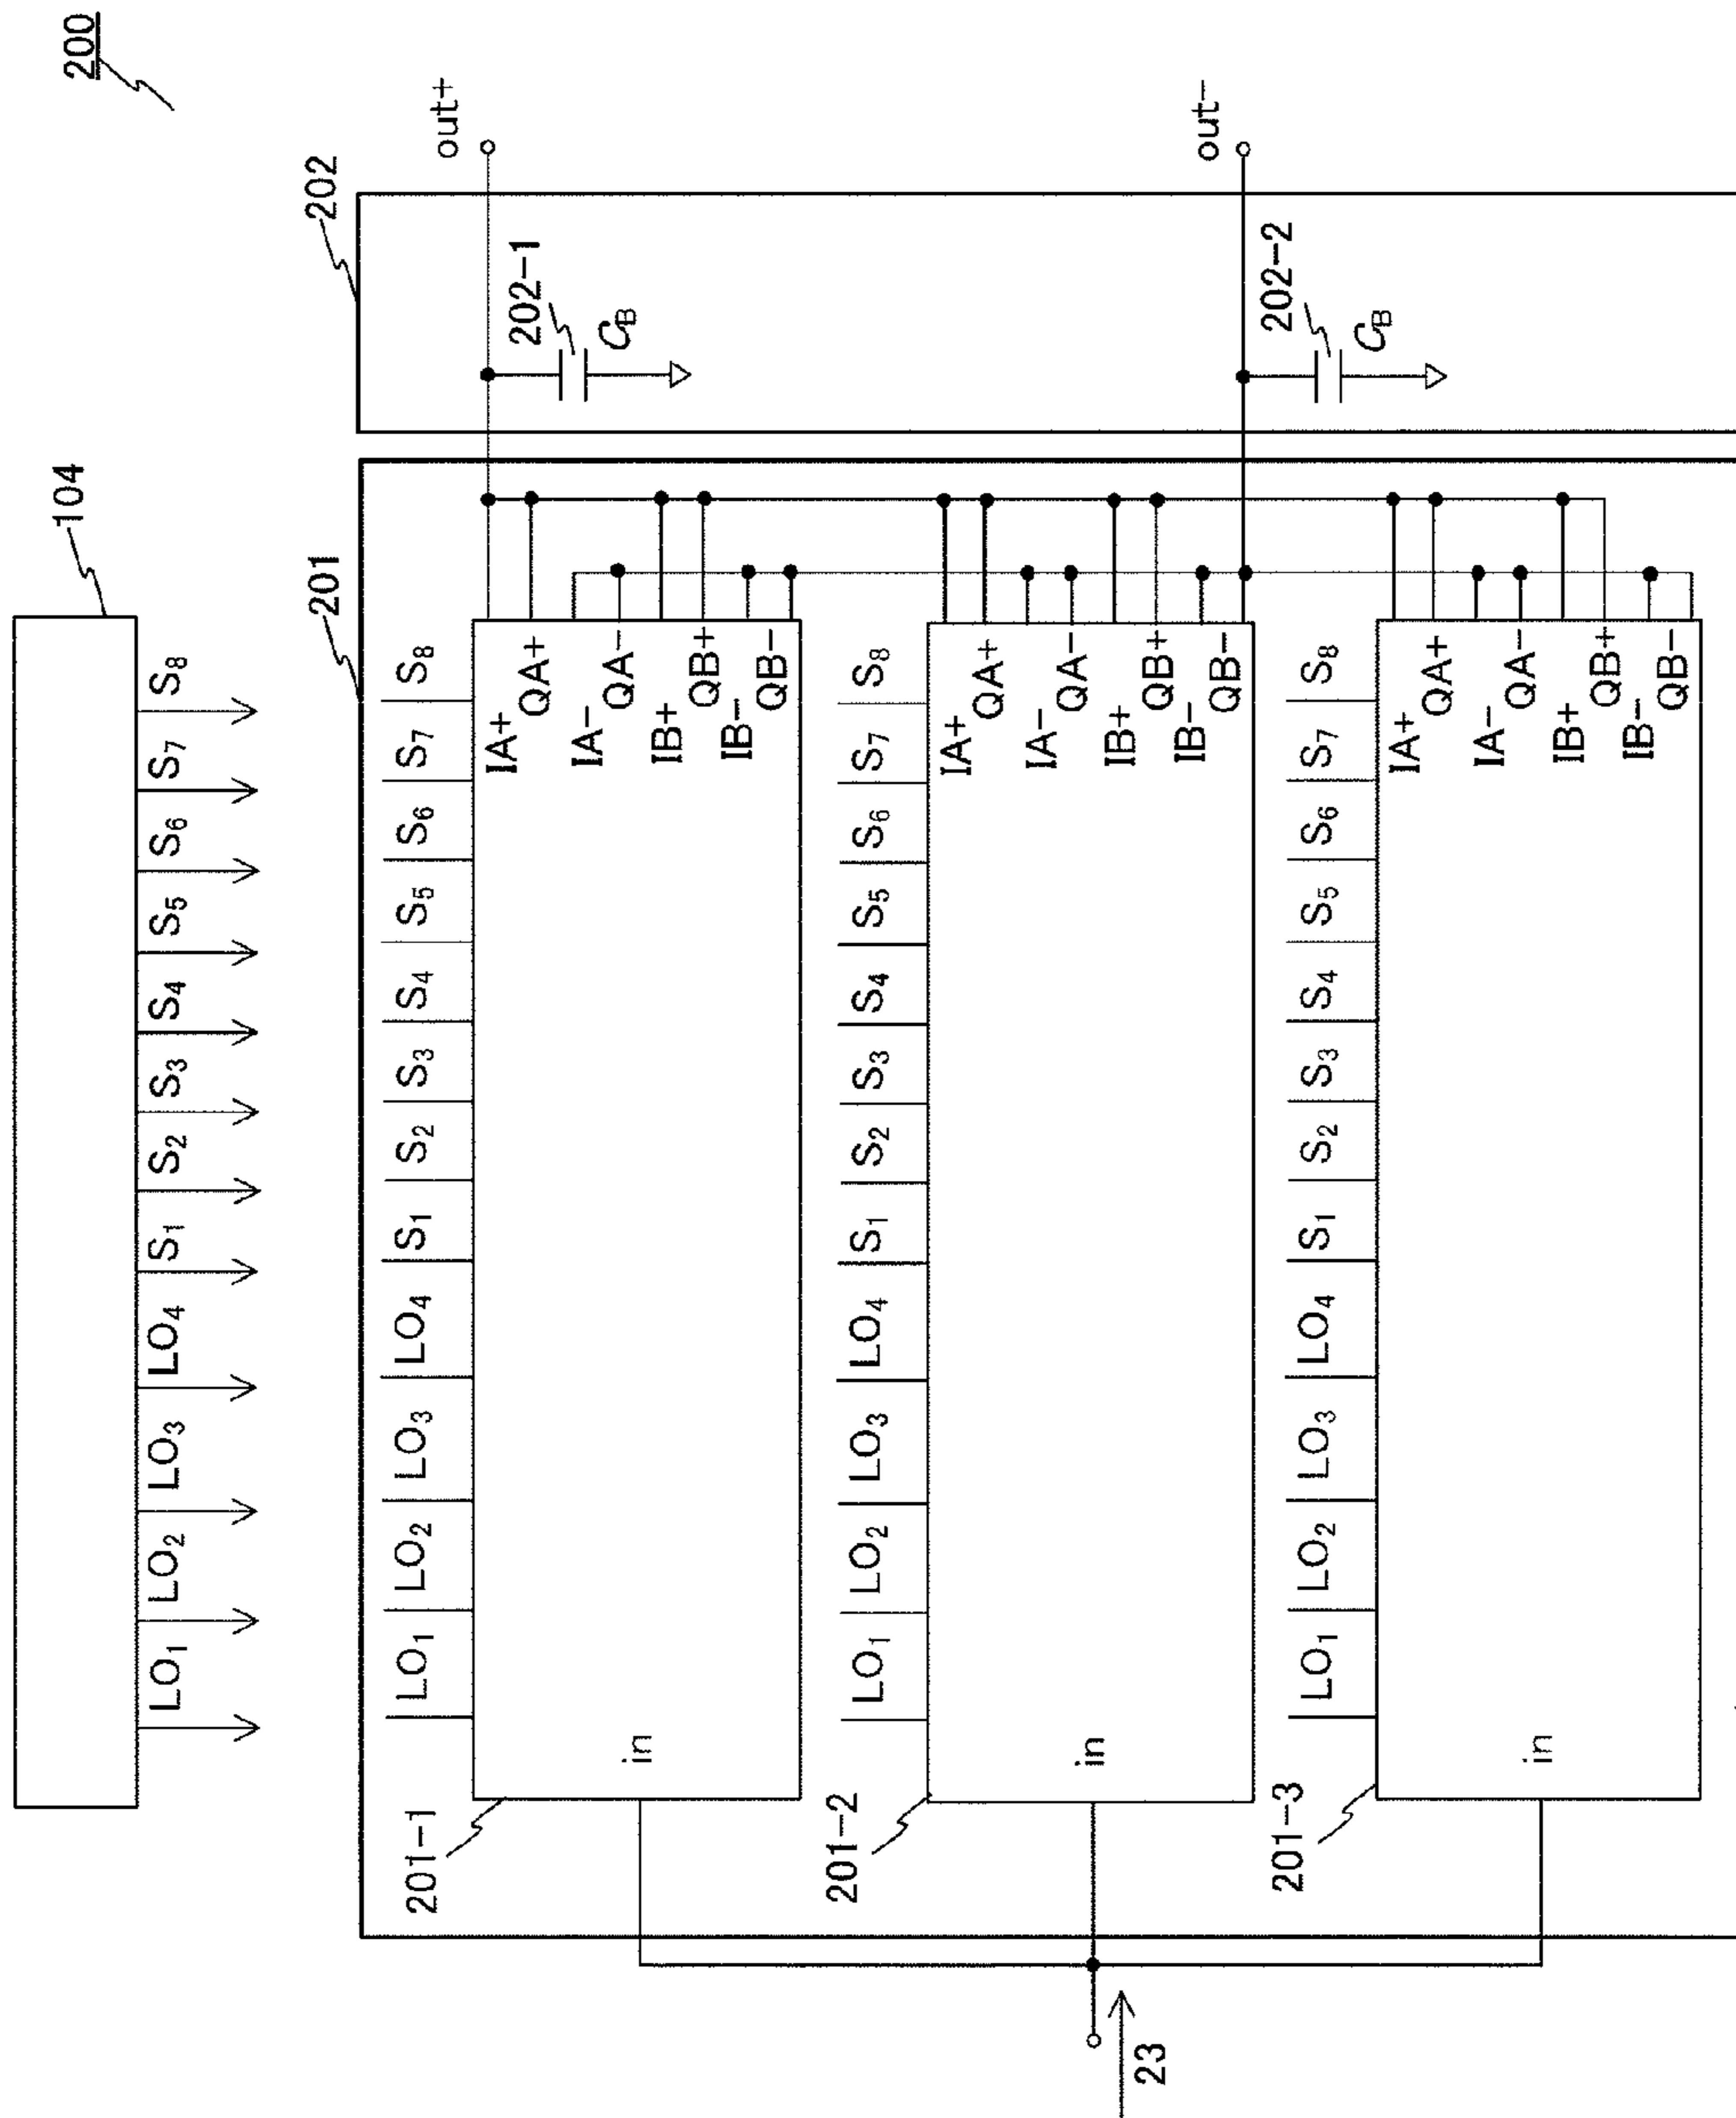 200
104
LO1 LO2 LO3 LO4 S1 S2 S3 S4 S5 S6 S7 S8
201
202
LO1 LO2 LO3 LO4 S1 S2 S3 S4 S5 S6 S7 S8
201-1
in
IA+
QA+
IA-
QA-
IB+
QB+
IB-
QB-
out+
202-1
CB
LO1 LO2 LO3 LO4 S1 S2 S3 S4 S5 S6 S7 S8
201-2
in
IA+
QA+
IA-
QA-
IB+
QB+
IB-
QB-
out-
202-2
CB
23
LO1 LO2 LO3 LO4 S1 S2 S3 S4 S5 S6 S7 S8
201-3
in
IA+
QA+
IA-
QA-
IB+
QB+
IB-
QB-